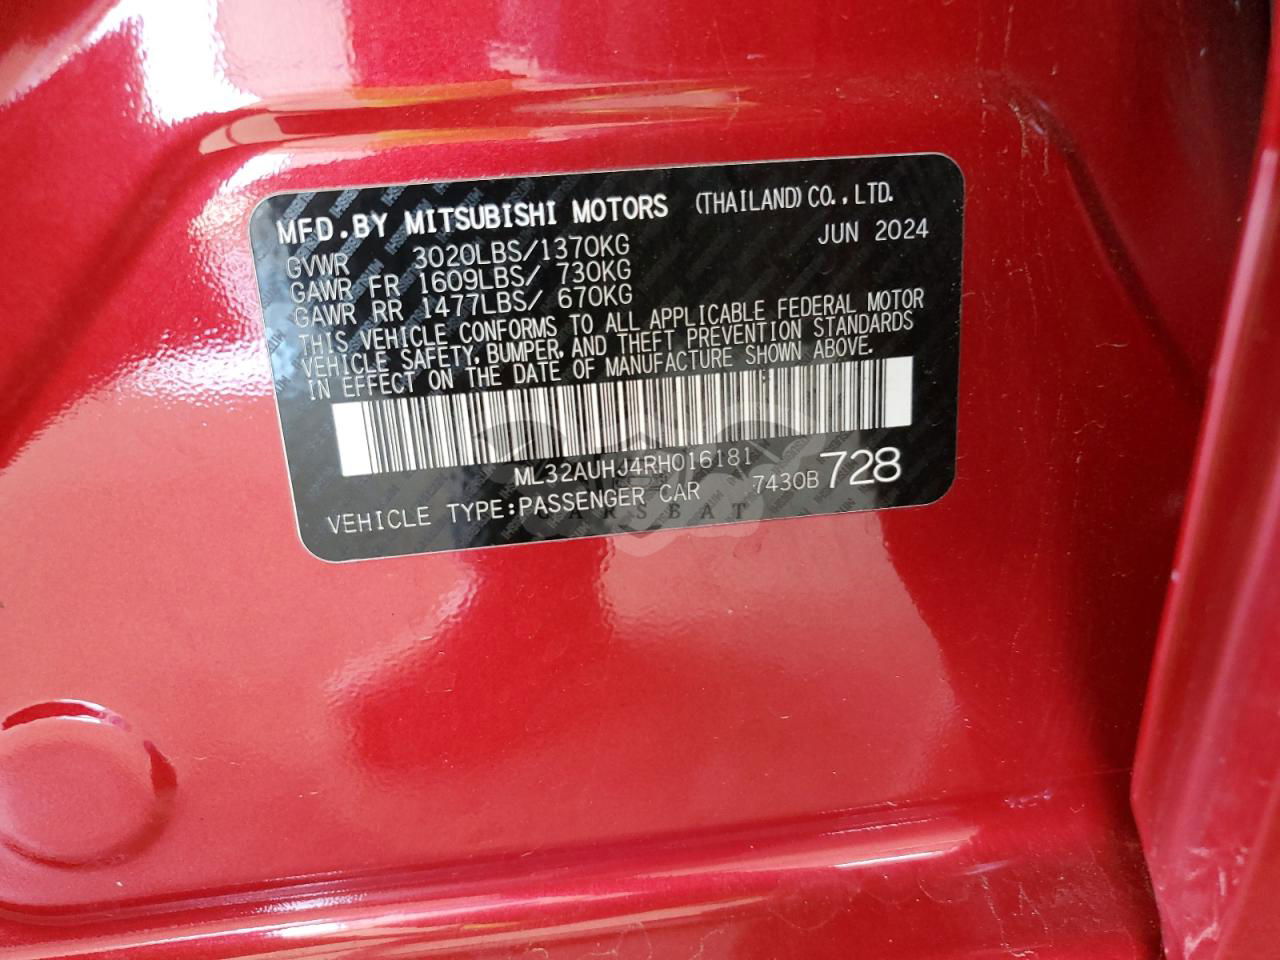 MFD.BY MITSUBISHI MOTORS (THAILAND) CO.,LTD.
JUN 2024
GVWR 3020LBS/1370KG
GAWR FR 1609LBS/ 730KG
GAWR RR 1477LBS/ 670KG
THIS VEHICLE CONFORMS TO ALL APPLICABLE FEDERAL MOTOR
VEHICLE SAFETY, BUMPER, AND THEFT PREVENTION STANDARDS
IN EFFECT ON THE DATE OF MANUFACTURE SHOWN ABOVE.
ML32AUHJ4RH016181
VEHICLE TYPE:PASSENGER CAR 7430B 728
CARSBAT